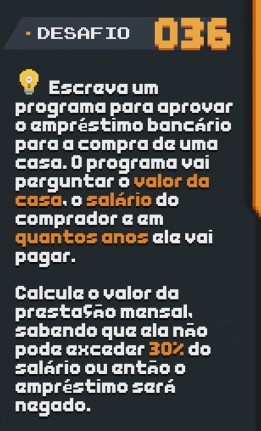 DESAFIO 036
Escreva um
programa para aprovar
o empréstimo bancário
para a compra de uma
casa. O programa vai
perguntar o valor da
casa, o salário do
comprador e em
quantos anos ele vai
pagar.
Calcule o valor da
prestação mensal,
sabendo que ela não
pode exceder 30% do
salário ou então o
empréstimo será
negado.